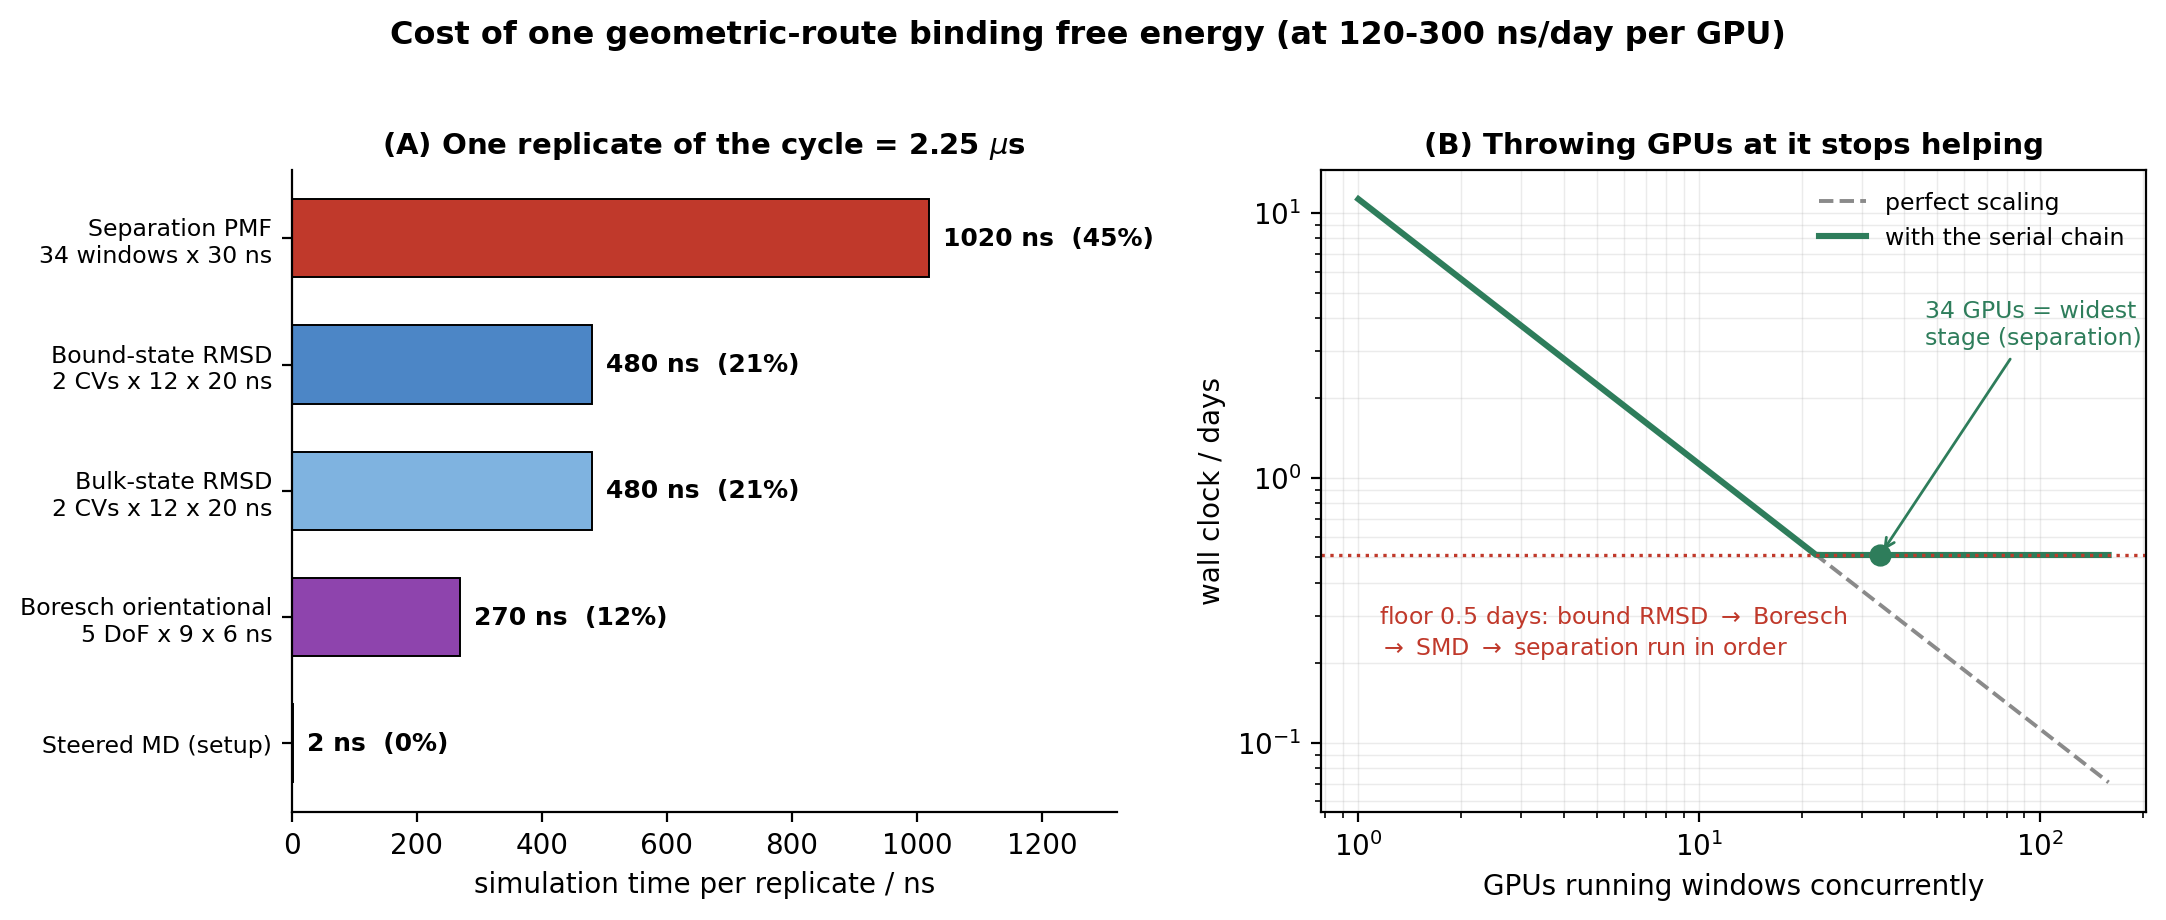 Cost of one geometric-route binding free energy (at 120-300 ns/day per GPU)
(A) One replicate of the cycle = 2.25 μs
Separation PMF
34 windows x 30 ns
1020 ns (45%)
Bound-state RMSD
2 CVs x 12 x 20 ns
480 ns (21%)
Bulk-state RMSD
2 CVs x 12 x 20 ns
480 ns (21%)
Boresch orientational
5 DoF x 9 x 6 ns
270 ns (12%)
Steered MD (setup)
2 ns (0%)
0 200 400 600 800 1000 1200
simulation time per replicate / ns
(B) Throwing GPUs at it stops helping
perfect scaling
with the serial chain
34 GPUs = widest
stage (separation)
floor 0.5 days: bound RMSD → Boresch
→ SMD → separation run in order
wall clock / days
10¹
10⁰
10⁻¹
10⁰ 10¹ 10²
GPUs running windows concurrently